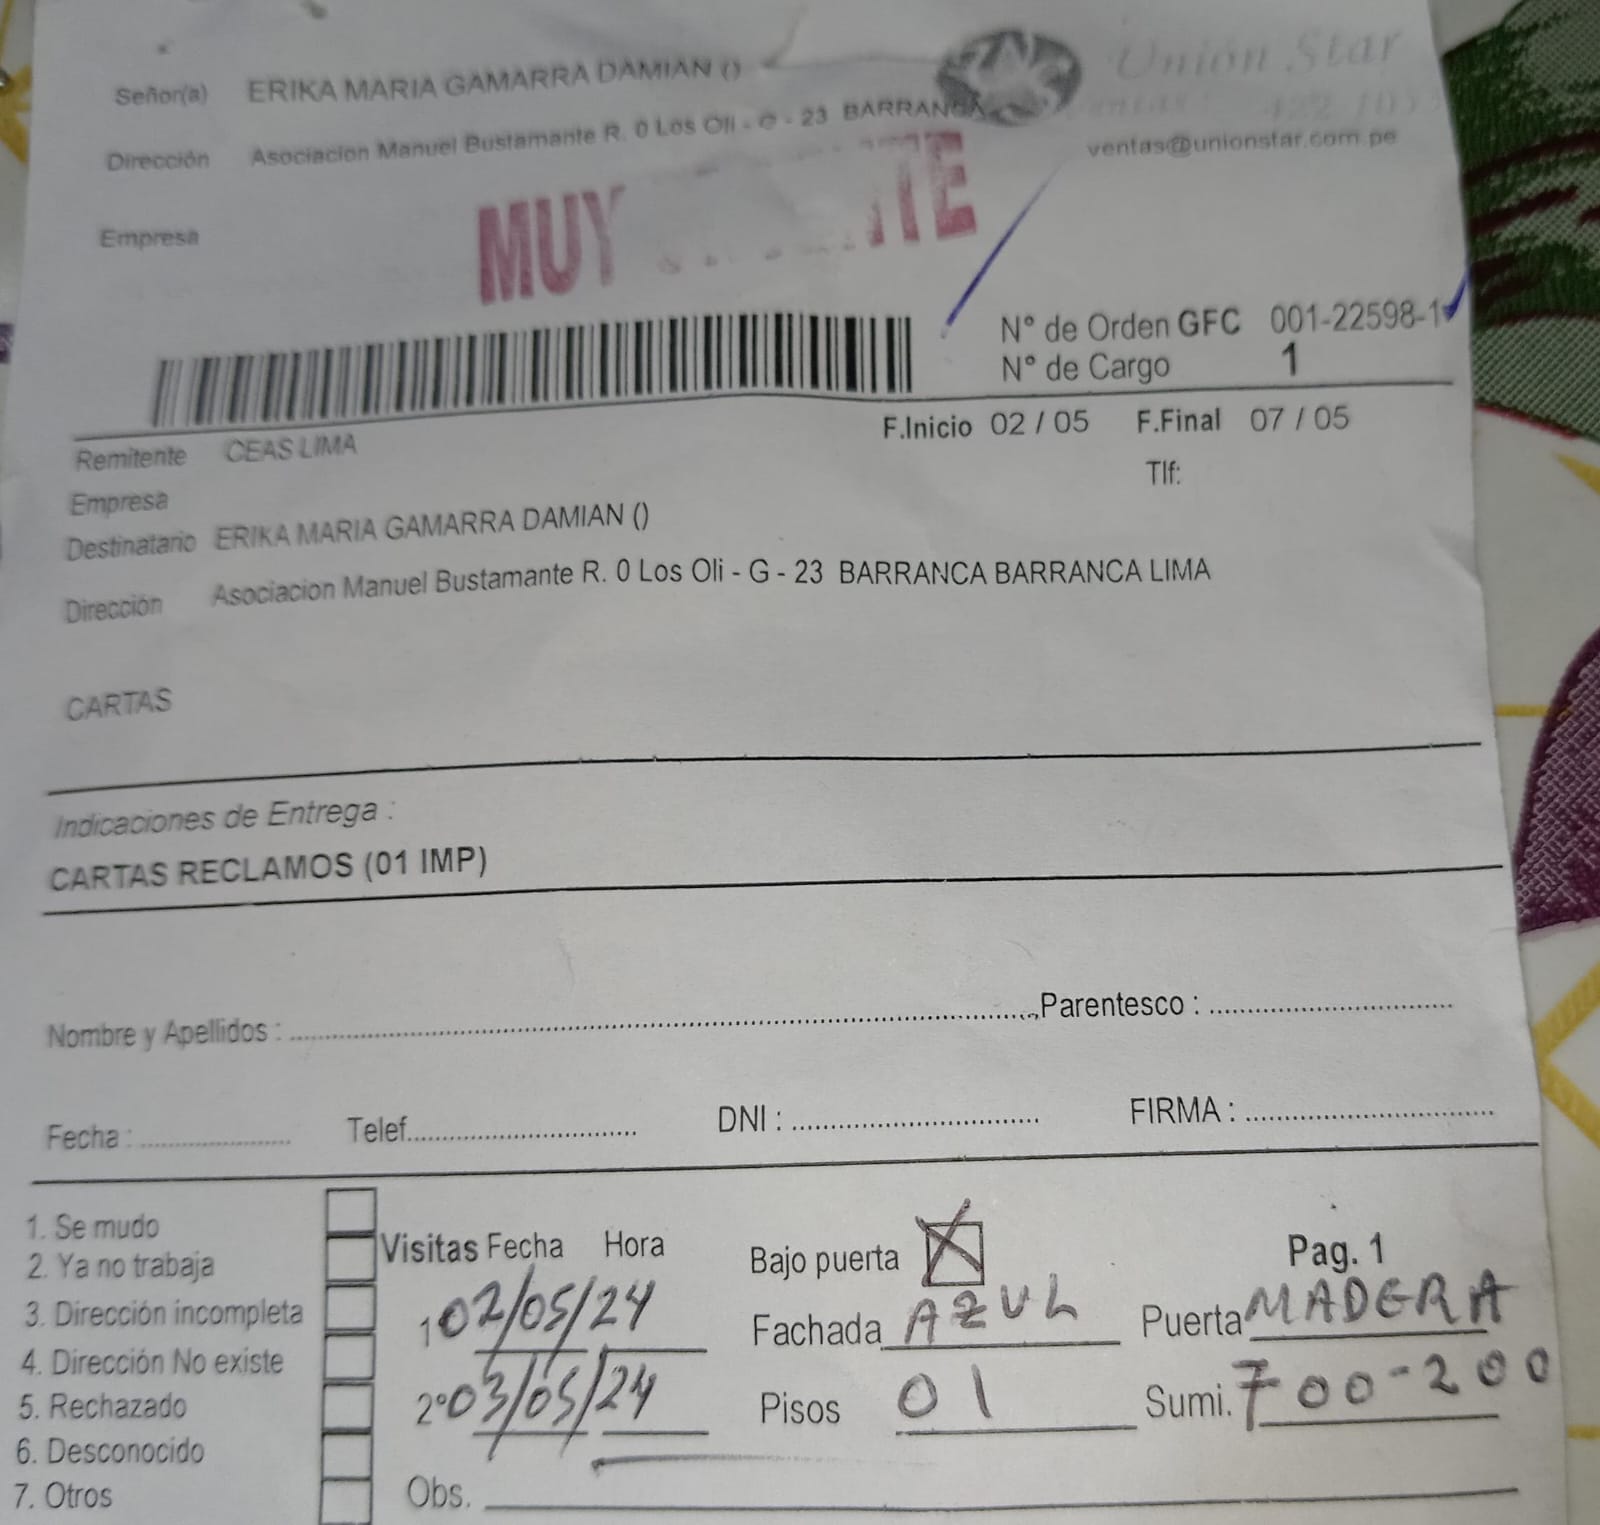 Señor(a) ERIKA MARIA GAMARRA DAMIAN ()
Union Star
Dirección Asociacion Manuel Bustamante R. 0 Los Oli - G - 23 BARRANCA
ventas@unionstar.com.pe
Empresa
MUY
N° de Orden GFC 001-22598-1
N° de Cargo 1
F.Inicio 02 / 05 F.Final 07 / 05
Remitente CEAS LIMA
Tlf:
Empresa
Destinatario ERIKA MARIA GAMARRA DAMIAN ()
Dirección Asociacion Manuel Bustamante R. 0 Los Oli - G - 23 BARRANCA BARRANCA LIMA
CARTAS
Indicaciones de Entrega :
CARTAS RECLAMOS (01 IMP)
Nombre y Apellidos : Parentesco :
Fecha : Telef. DNI : FIRMA :
1. Se mudo
2. Ya no trabaja
3. Dirección incompleta
4. Dirección No existe
5. Rechazado
6. Desconocido
7. Otros
Visitas Fecha Hora
1 02/05/24
2° 03/05/24
Obs.
Bajo puerta X
Fachada AZUL
Pisos 01
Pag. 1
Puerta MADERA
Sumi. 700-200